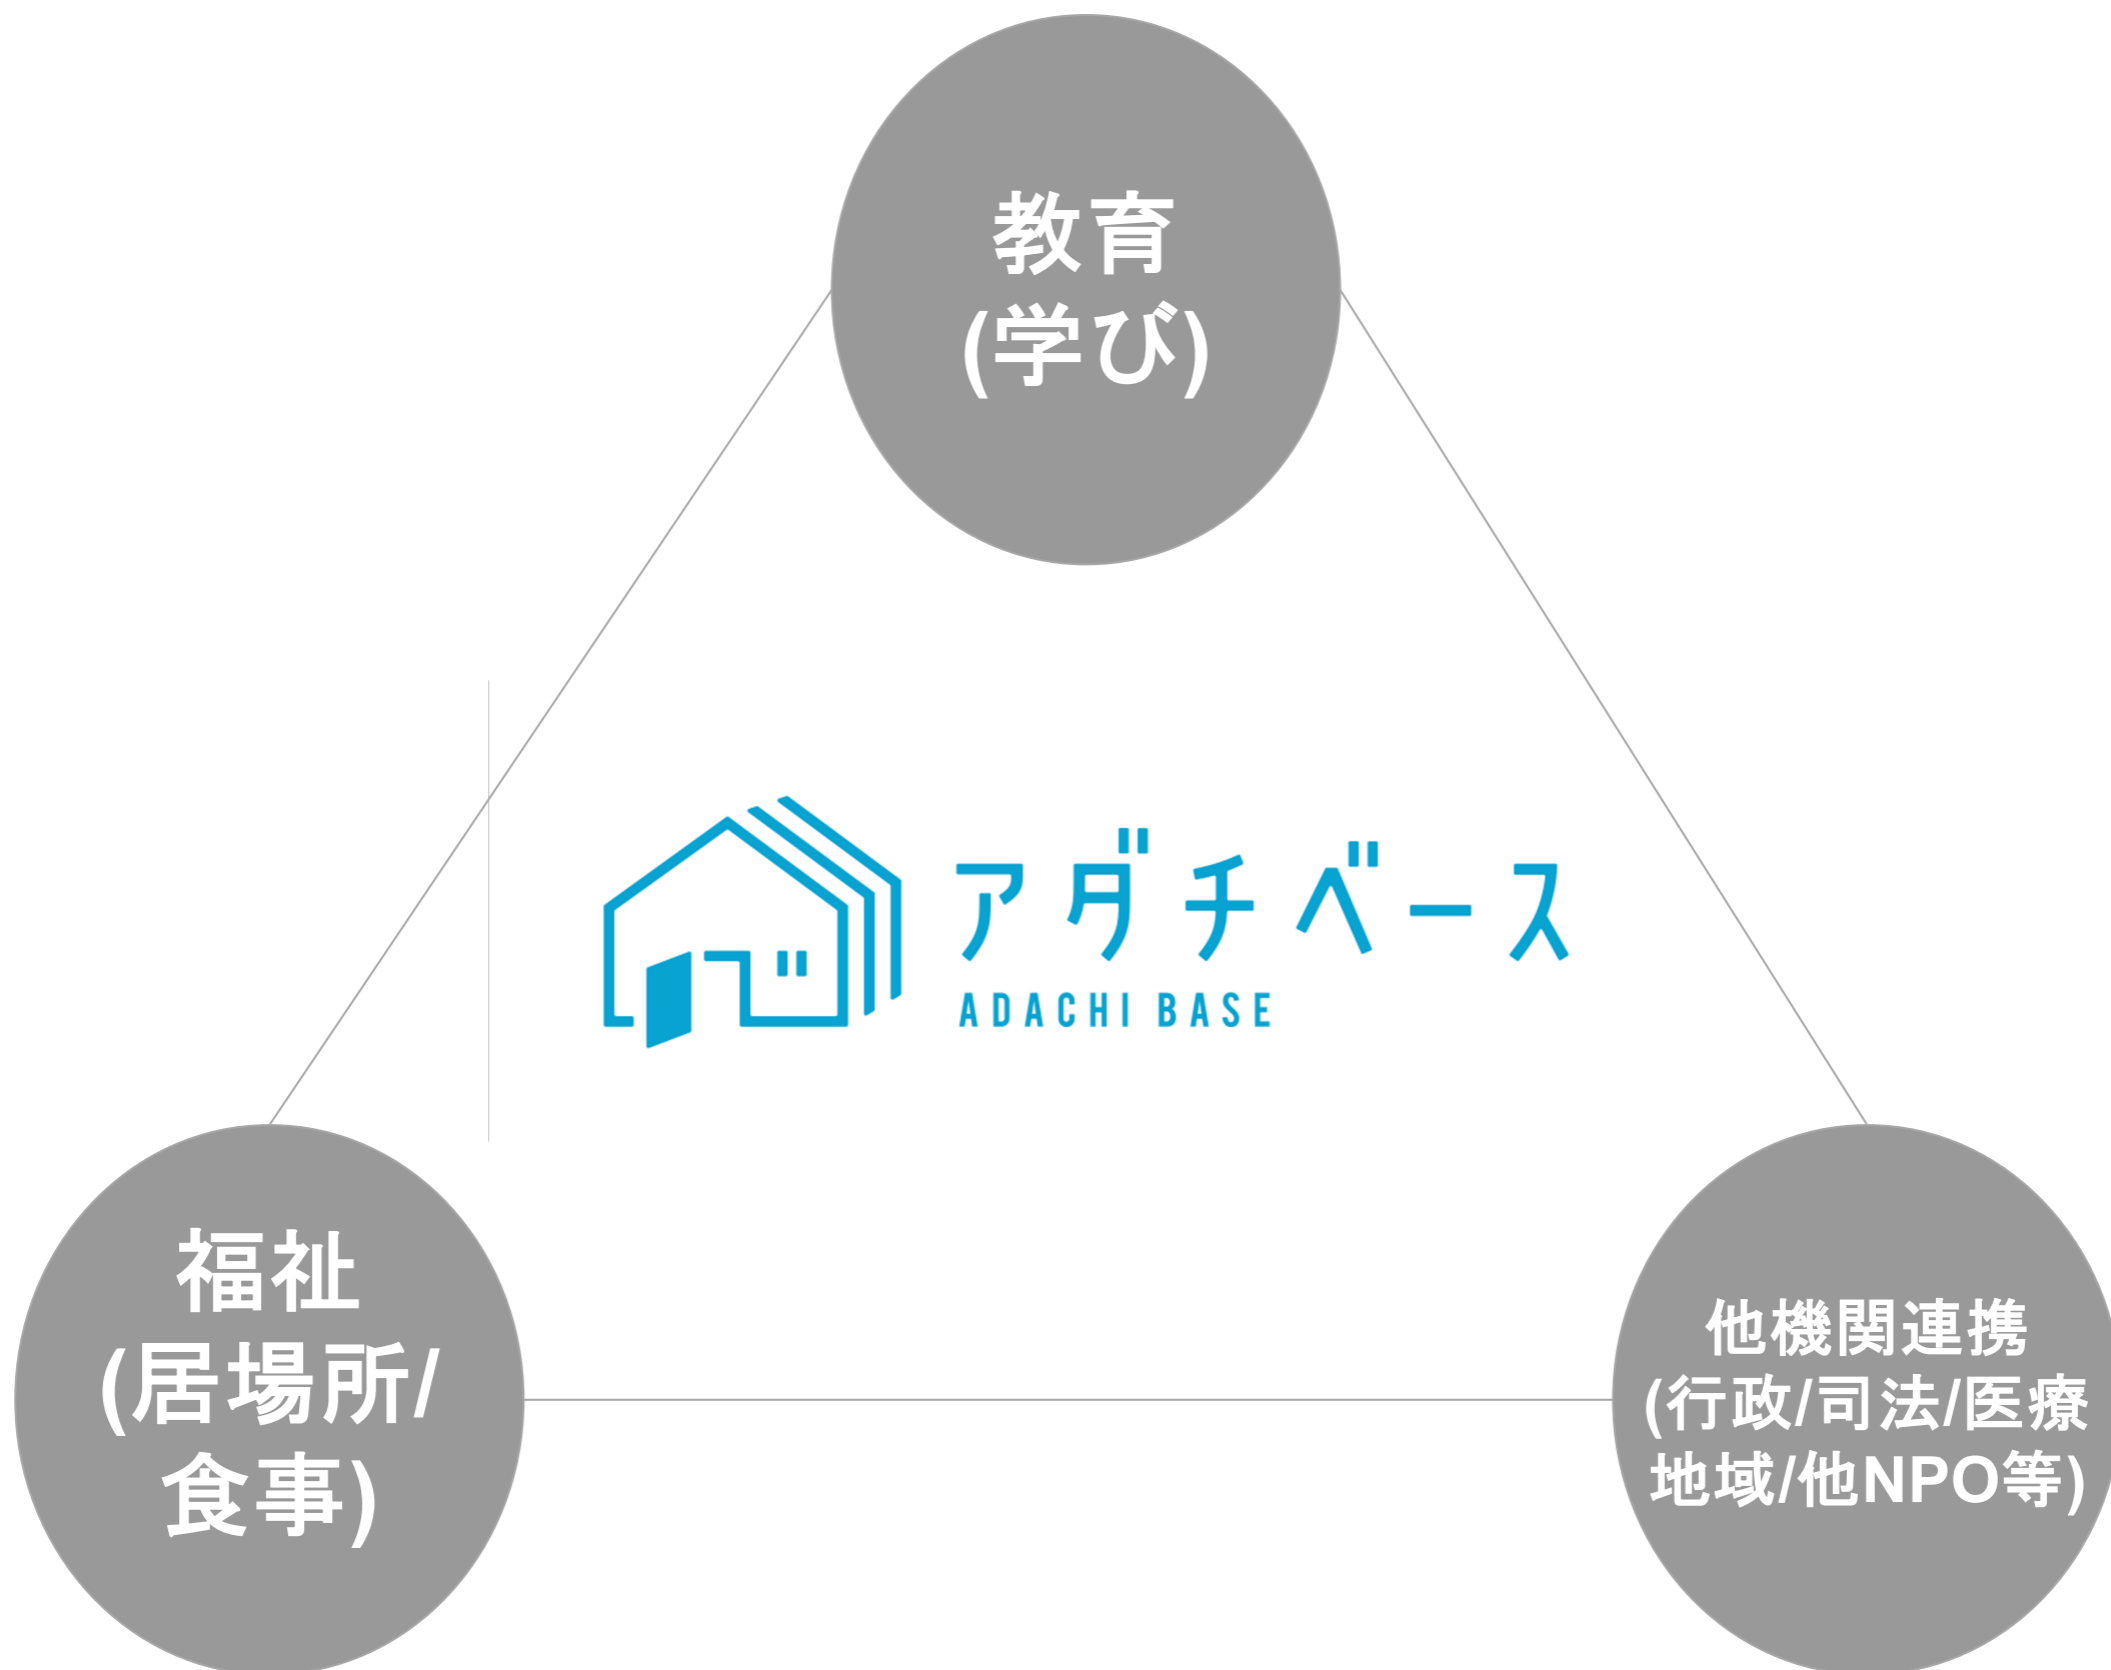 教育
(学び)
アダチベース
ADACHI BASE
福祉
(居場所/
食事)
他機関連携
(行政/司法/医療
地域/他NPO等)